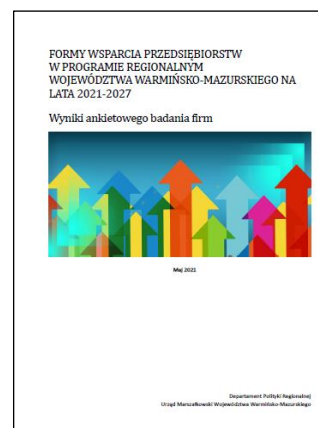 FORMY WSPARCIA PRZEDSIĘBIORSTW
W PROGRAMIE REGIONALNYM
WOJEWÓDZTWA WARMIŃSKO-MAZURSKIEGO NA
LATA 2021-2027
Wyniki ankietowego badania firm
Maj 2021
Departament Polityki Regionalnej
Urząd Marszałkowski Województwa Warmińsko-Mazurskiego